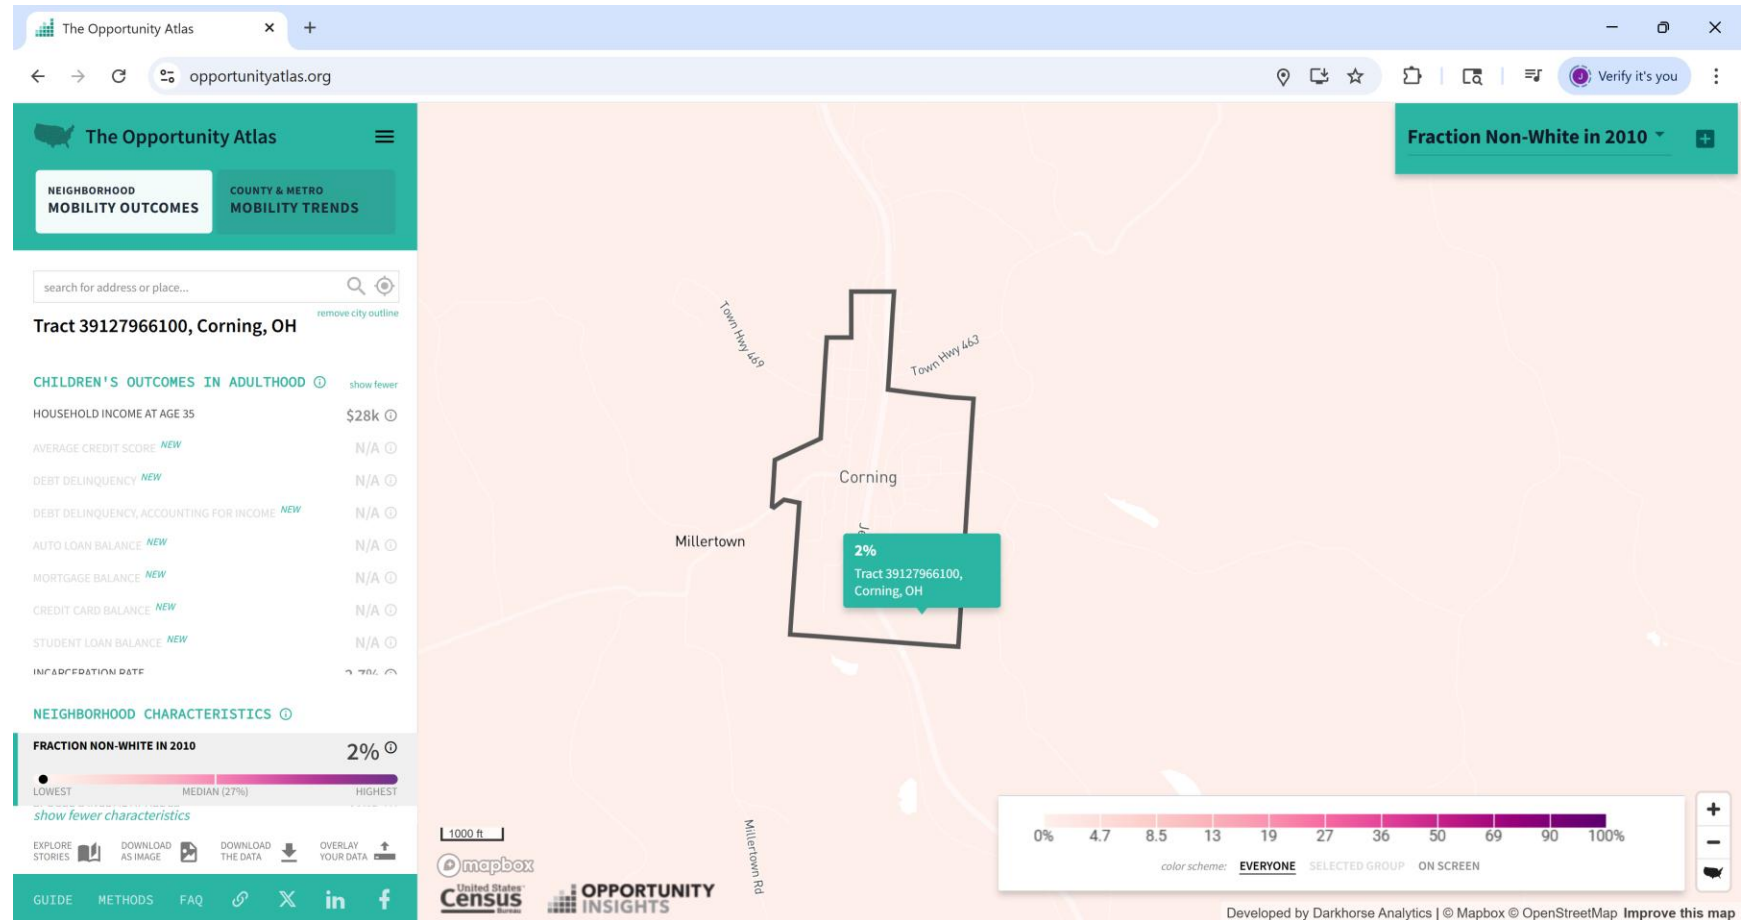 The Opportunity Atlas
opportunityatlas.org
Verify it's you
The Opportunity Atlas
NEIGHBORHOOD
MOBILITY OUTCOMES
COUNTY & METRO
MOBILITY TRENDS
search for address or place...
remove city outline
Tract 39127966100, Corning, OH
CHILDREN'S OUTCOMES IN ADULTHOOD
show fewer
HOUSEHOLD INCOME AT AGE 35 $28k
AVERAGE CREDIT SCORE NEW N/A
DEBT DELINQUENCY NEW N/A
DEBT DELINQUENCY, ACCOUNTING FOR INCOME NEW N/A
AUTO LOAN BALANCE NEW N/A
MORTGAGE BALANCE NEW N/A
CREDIT CARD BALANCE NEW N/A
STUDENT LOAN BALANCE NEW N/A
INCARCERATION RATE
NEIGHBORHOOD CHARACTERISTICS
FRACTION NON-WHITE IN 2010 2%
LOWEST MEDIAN (27%) HIGHEST
show fewer characteristics
EXPLORE STORIES
DOWNLOAD AS IMAGE
DOWNLOAD THE DATA
OVERLAY YOUR DATA
GUIDE METHODS FAQ
Fraction Non-White in 2010
Town Hwy 469
Town Hwy 463
Corning
Je
Millertown
2%
Tract 39127966100,
Corning, OH
Millertown Rd
1000 ft
mapbox
United States
Census
Bureau
OPPORTUNITY
INSIGHTS
0% 4.7 8.5 13 19 27 36 50 69 90 100%
color scheme: EVERYONE SELECTED GROUP ON SCREEN
Developed by Darkhorse Analytics | © Mapbox © OpenStreetMap Improve this map